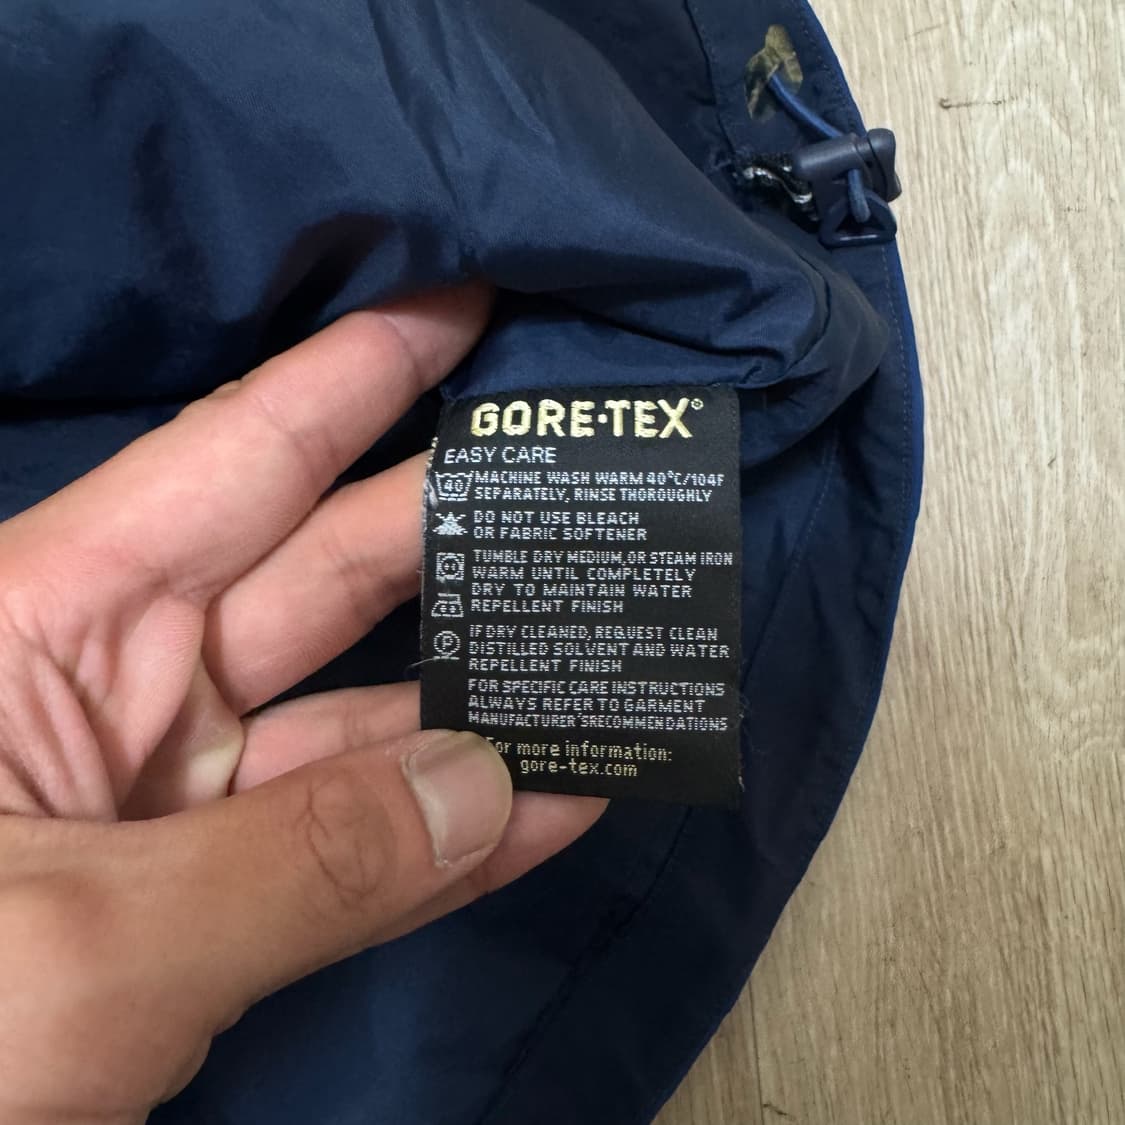 GORE-TEX®
EASY CARE
40 MACHINE WASH WARM 40°C/104F
SEPARATELY, RINSE THOROUGHLY
DO NOT USE BLEACH
OR FABRIC SOFTENER
TUMBLE DRY MEDIUM, OR STEAM IRON
WARM UNTIL COMPLETELY
DRY TO MAINTAIN WATER
REPELLENT FINISH
IF DRY CLEANED, REQUEST CLEAN
P DISTILLED SOLVENT AND WATER
REPELLENT FINISH
FOR SPECIFIC CARE INSTRUCTIONS
ALWAYS REFER TO GARMENT
MANUFACTURER'S RECOMMENDATIONS
For more information:
gore-tex.com